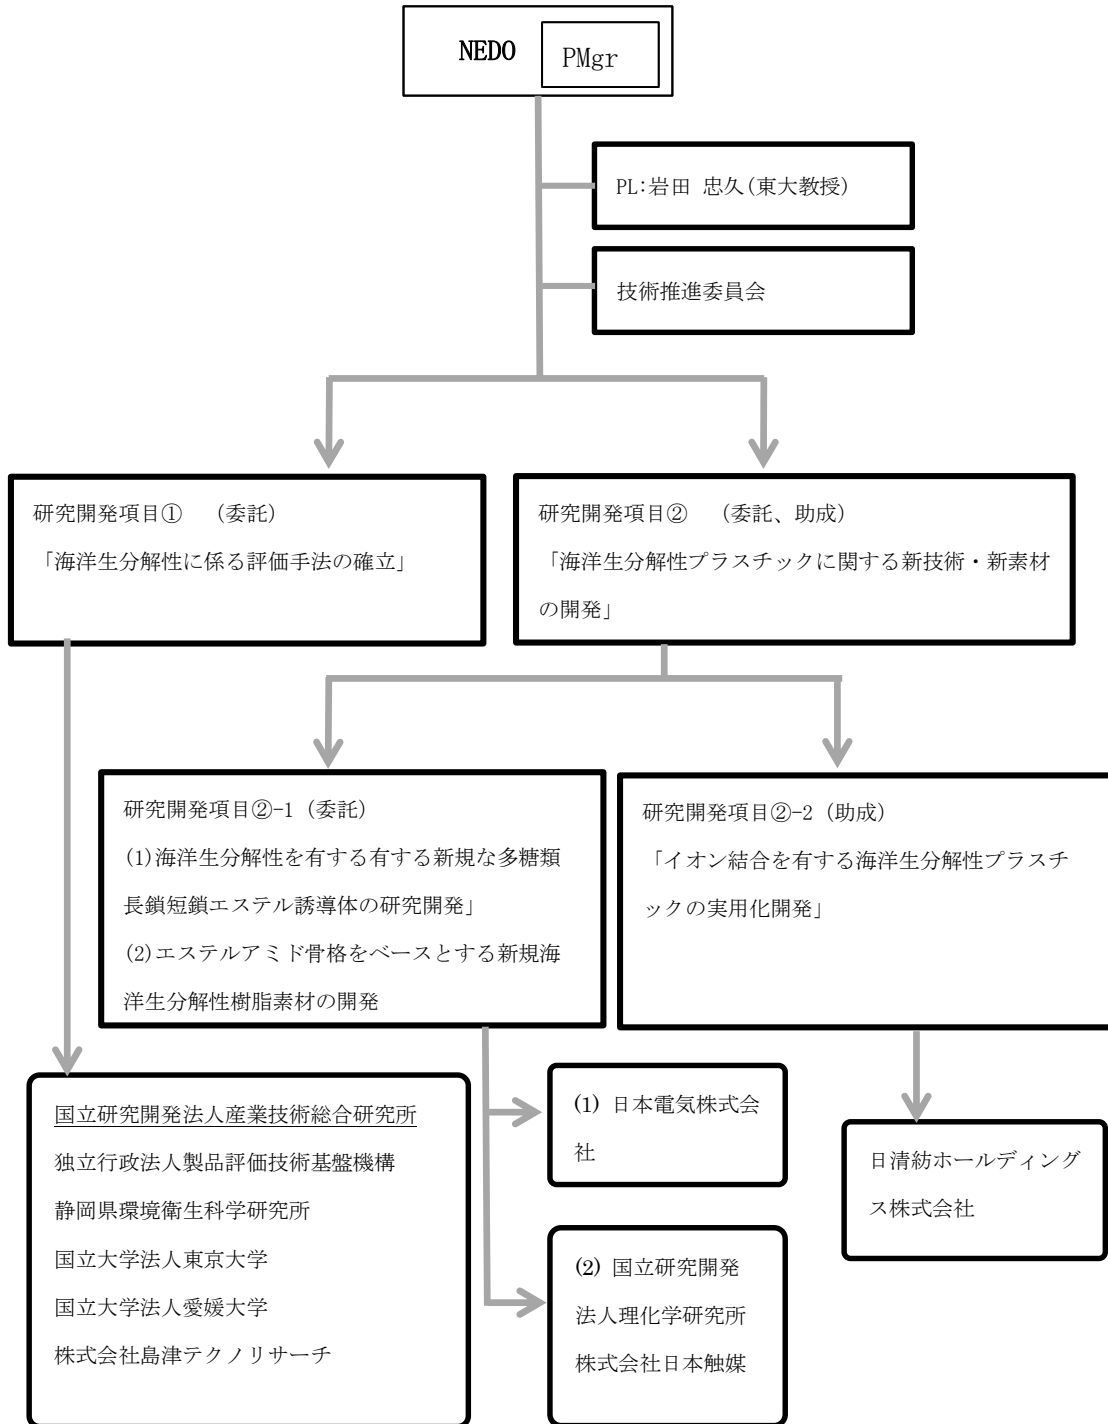 NEDO
PMgr
PL:岩田 忠久(東大教授)
技術推進委員会
研究開発項目① (委託)
「海洋生分解性に係る評価手法の確立」
研究開発項目② (委託、助成)
「海洋生分解性プラスチックに関する新技術・新素材
の開発」
研究開発項目②-1 (委託)
(1)海洋生分解性を有する有する新規な多糖類
長鎖短鎖エステル誘導体の研究開発」
(2)エステルアミド骨格をベースとする新規海
洋生分解性樹脂素材の開発
研究開発項目②-2 (助成)
「イオン結合を有する海洋生分解性プラスチ
ックの実用化開発」
国立研究開発法人産業技術総合研究所
独立行政法人製品評価技術基盤機構
静岡県環境衛生科学研究所
国立大学法人東京大学
国立大学法人愛媛大学
株式会社島津テクノリサーチ
(1) 日本電気株式会
社
(2) 国立研究開発
法人理化学研究所
株式会社日本触媒
日清紡ホールディング
ス株式会社